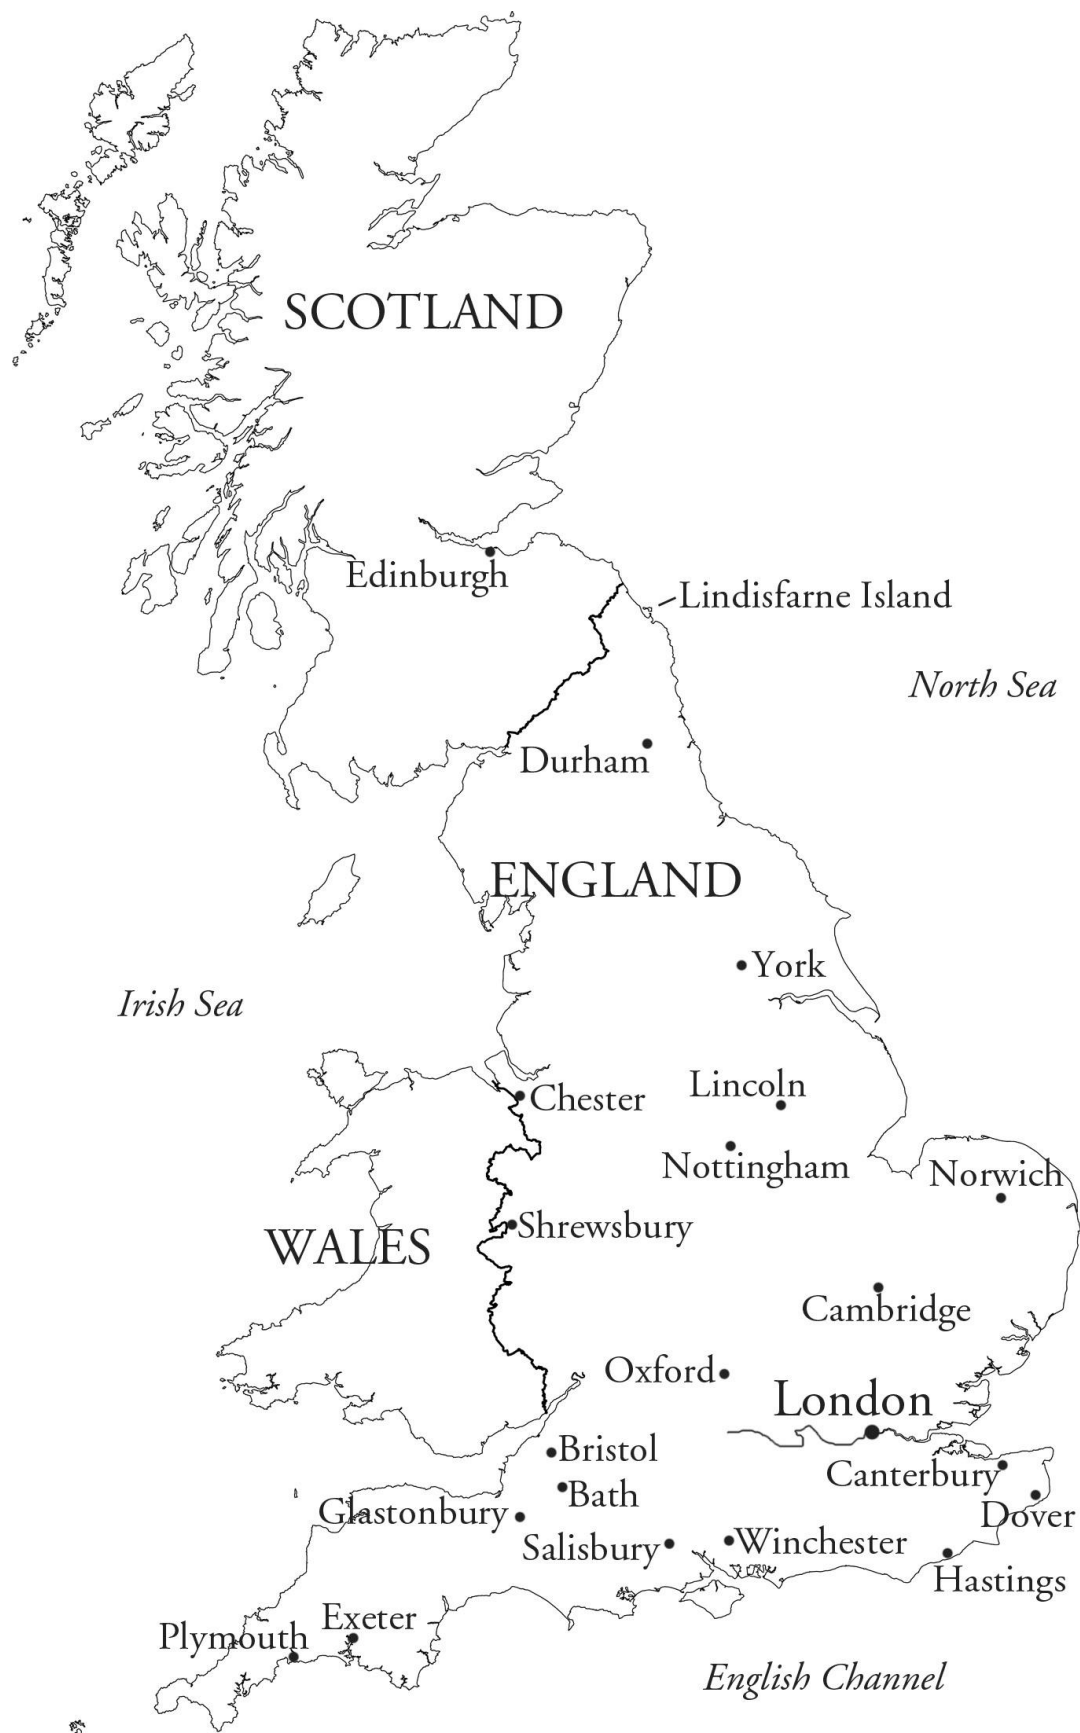 SCOTLAND
Edinburgh
Lindisfarne Island
North Sea
Durham
ENGLAND
York
Irish Sea
Lincoln
Chester
Nottingham
Norwich
Shrewsbury
WALES
Cambridge
Oxford
London
Bristol
Canterbury
Bath
Glastonbury
Dover
Salisbury
Winchester
Hastings
Exeter
Plymouth
English Channel